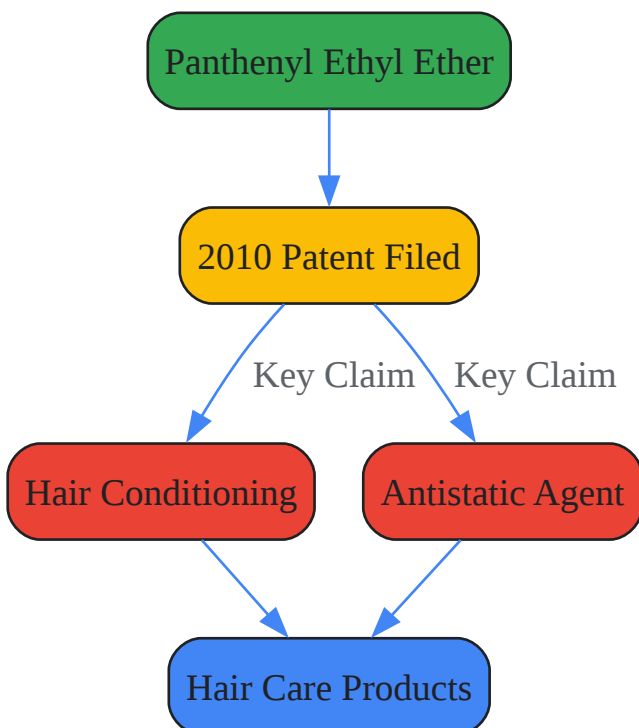 Panthenyl Ethyl Ether
2010 Patent Filed
Key Claim
Key Claim
Hair Conditioning
Antistatic Agent
Hair Care Products